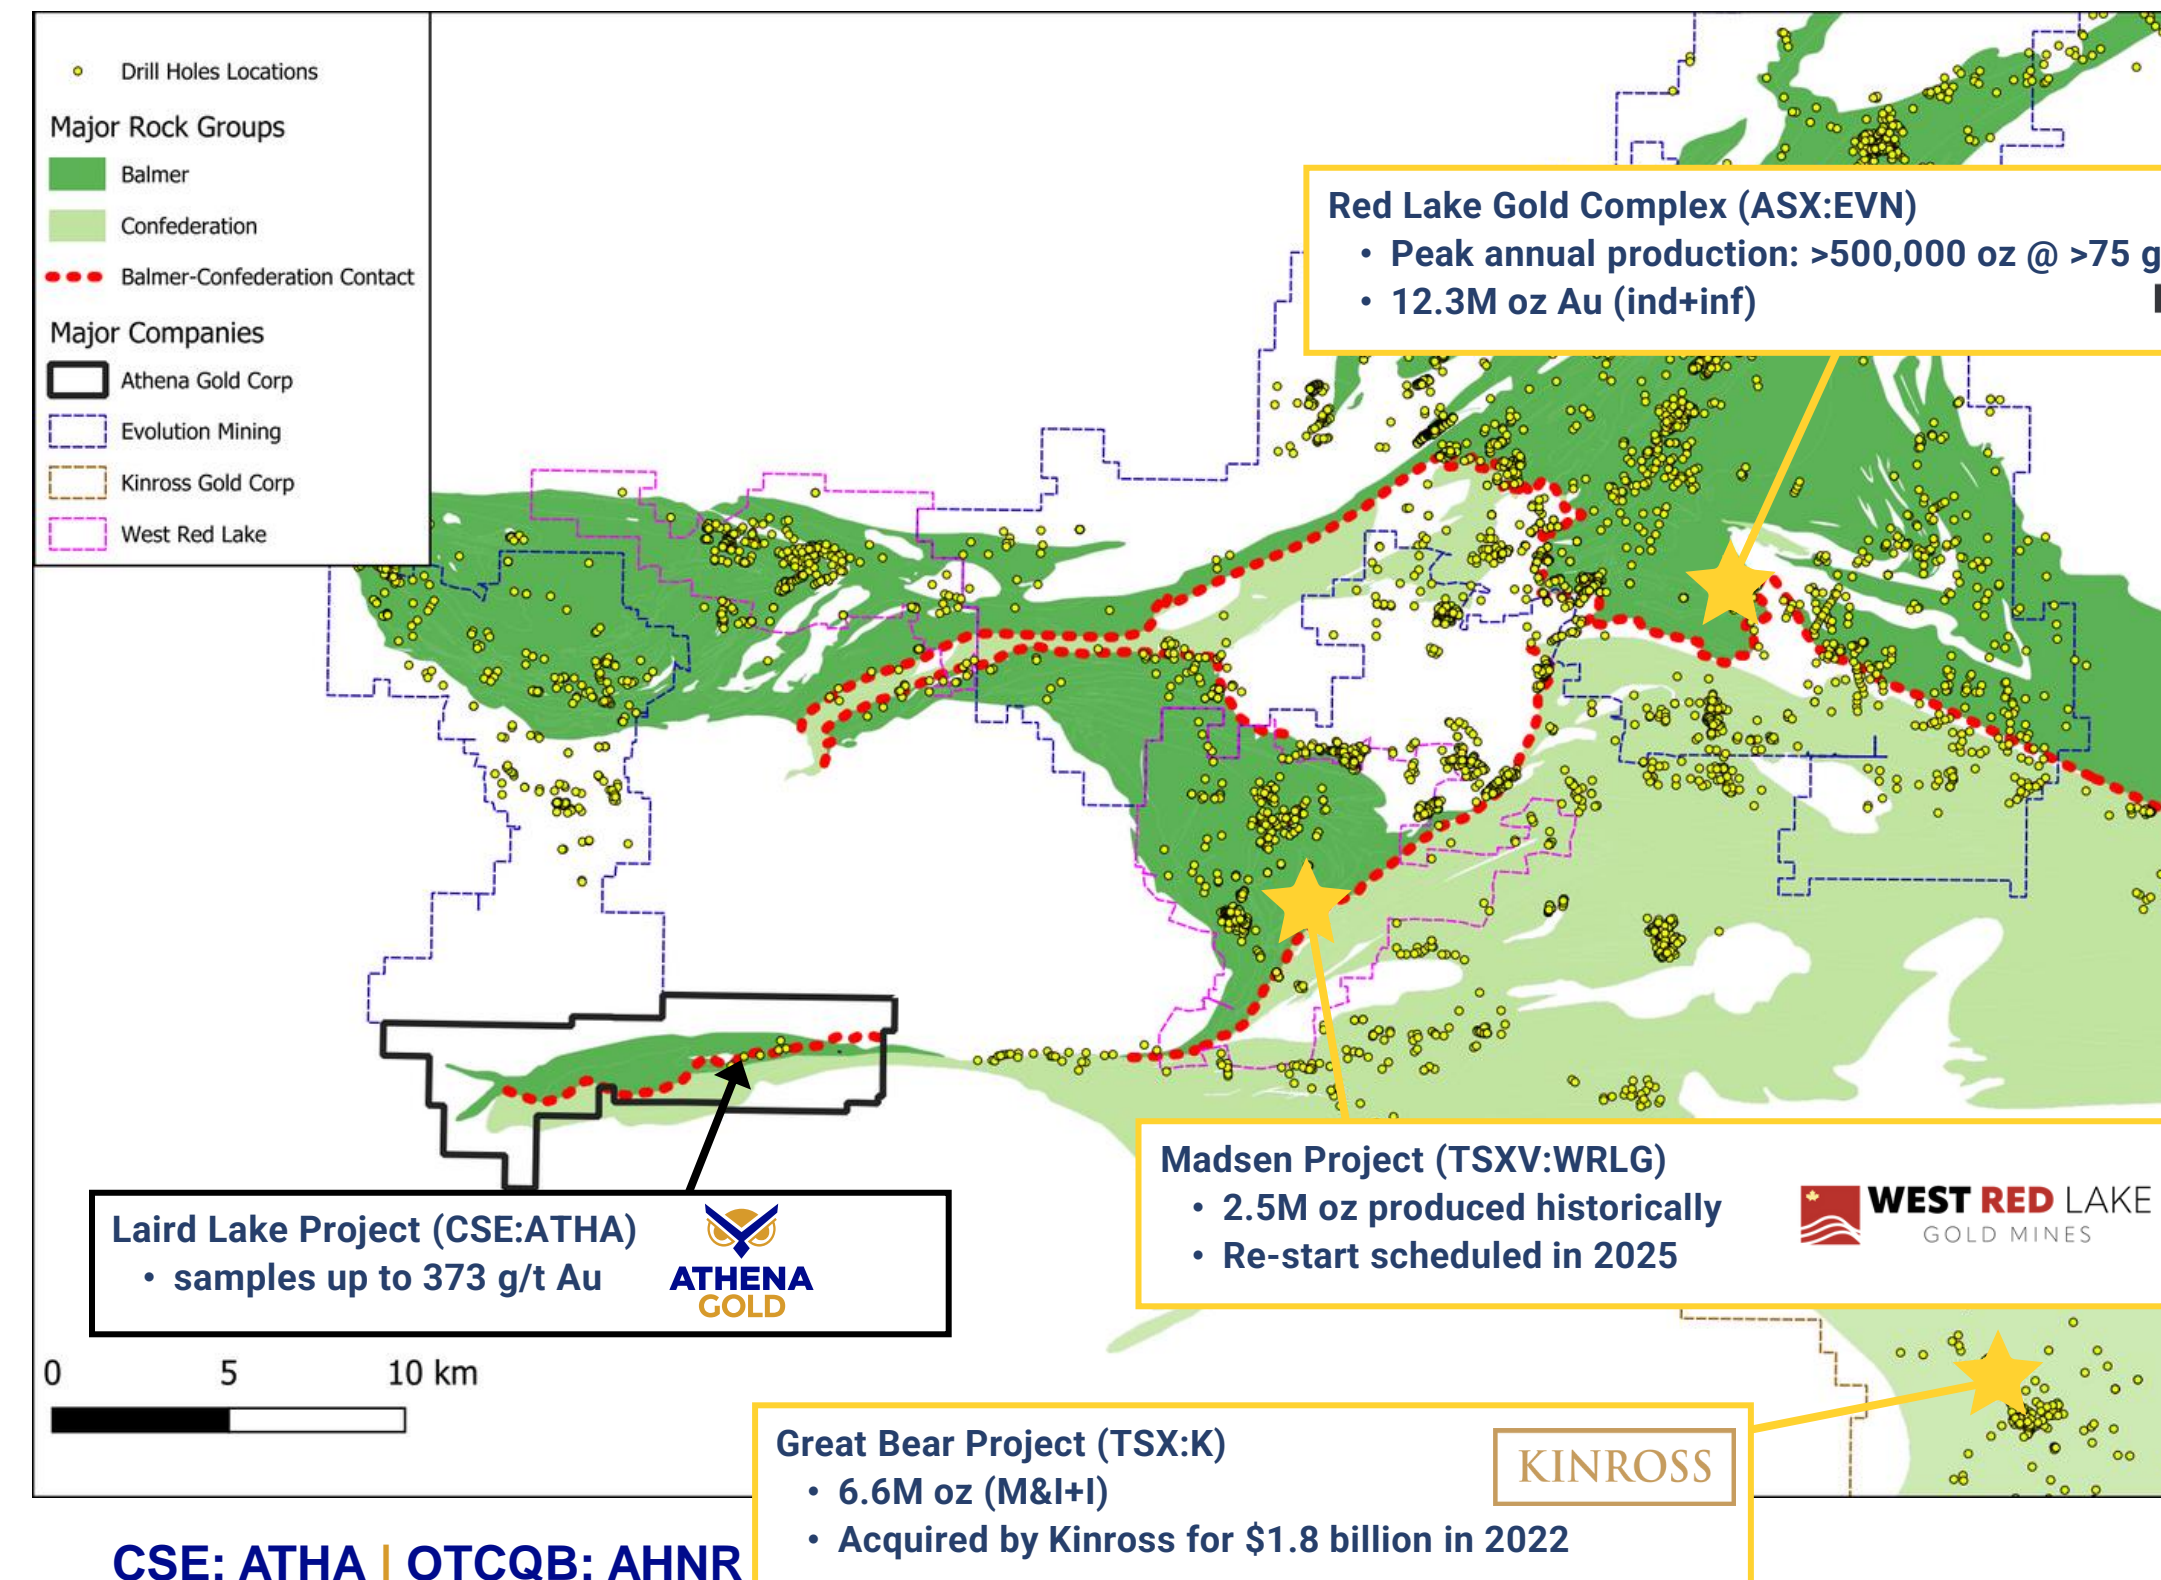 Drill Holes Locations
Major Rock Groups
Balmer
Confederation
Balmer-Confederation Contact
Major Companies
Athena Gold Corp
Evolution Mining
Kinross Gold Corp
West Red Lake
Red Lake Gold Complex (ASX:EVN)
• Peak annual production: >500,000 oz @ >75 g
• 12.3M oz Au (ind+inf)
Madsen Project (TSXV:WRLG)
• 2.5M oz produced historically
• Re-start scheduled in 2025
WEST RED LAKE
GOLD MINES
Laird Lake Project (CSE:ATHA)
• samples up to 373 g/t Au
ATHENA
GOLD
0 5 10 km
Great Bear Project (TSX:K)
• 6.6M oz (M&I+I)
• Acquired by Kinross for $1.8 billion in 2022
KINROSS
CSE: ATHA | OTCQB: AHNR